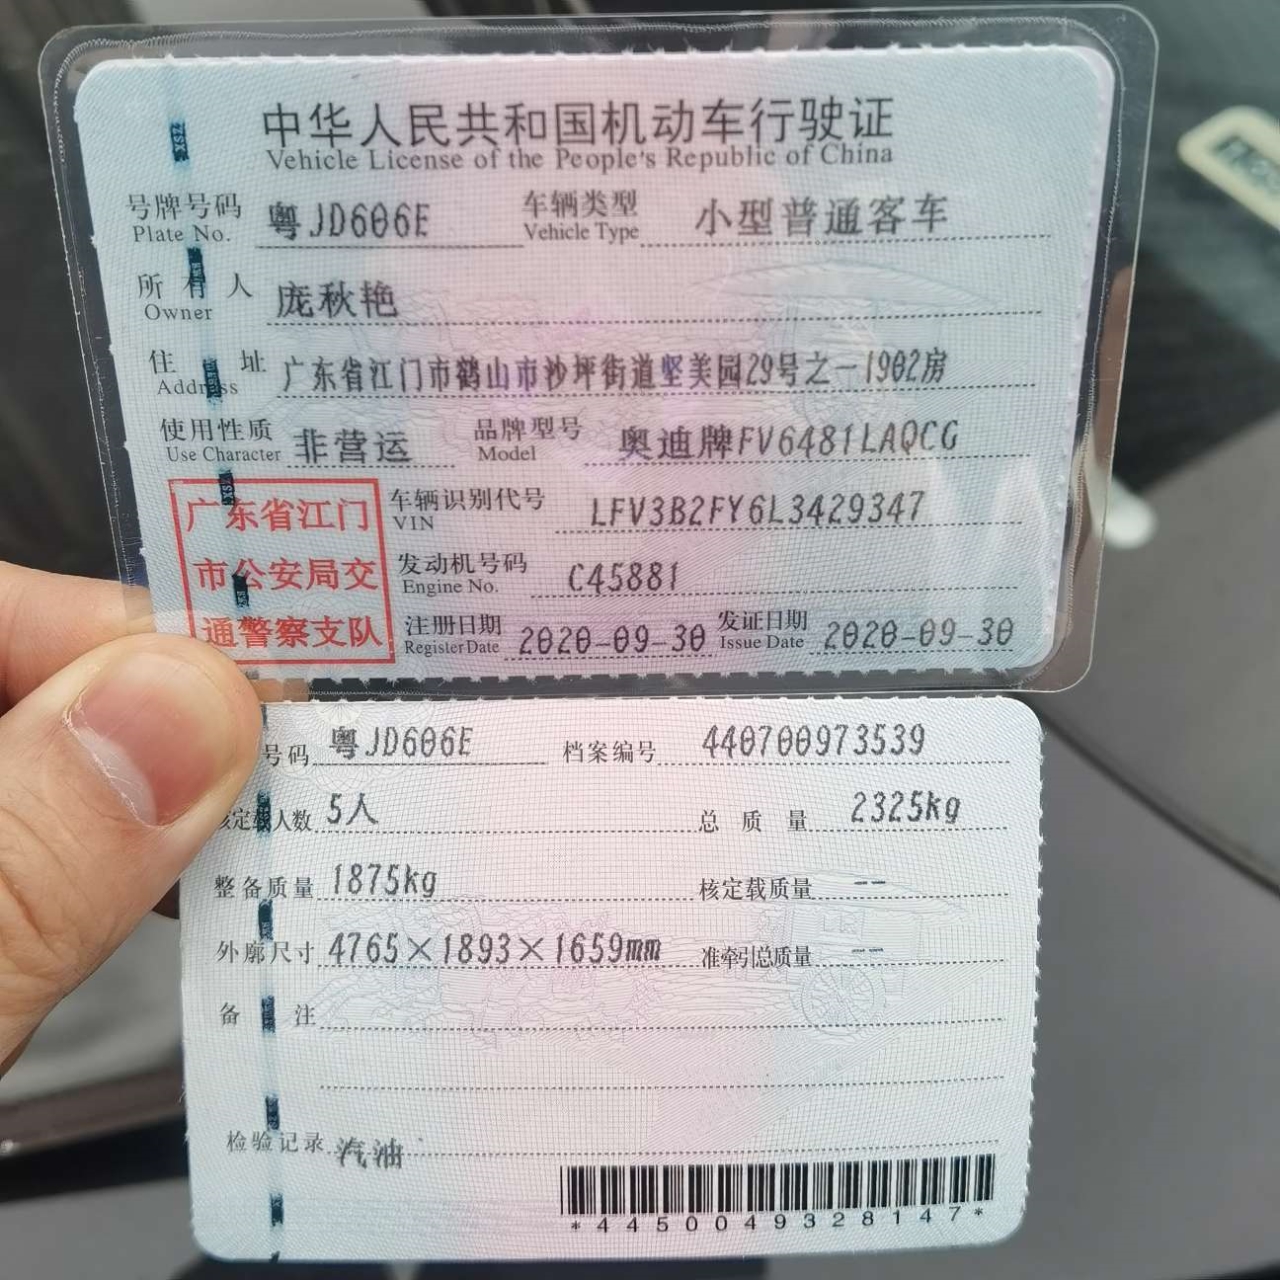 中华人民共和国机动车行驶证
Vehicle License of the People's Republic of China
号牌号码 粤JD606E 车辆类型 小型普通客车
Plate No. Vehicle Type
所有人 庞秋艳
Owner
住址 广东省江门市鹤山市沙坪街道坚美园29号之一1902房
Address
使用性质 非营运 品牌型号 奥迪牌FV6481LAQCG
Use Character Model
车辆识别代号 LFV3B2FY6L3429347
VIN
发动机号码 C45881
Engine No.
注册日期 2020-09-30 发证日期 2020-09-30
Register Date Issue Date
广东省江门
市公安局交
通警察支队
号码 粤JD606E 档案编号 440700973539
核定载人数 5人 总质量 2325kg
整备质量 1875kg 核定载质量 --
外廓尺寸 4765×1893×1659mm 准牵引总质量 --
备注
检验记录 汽油
*4450049328147*